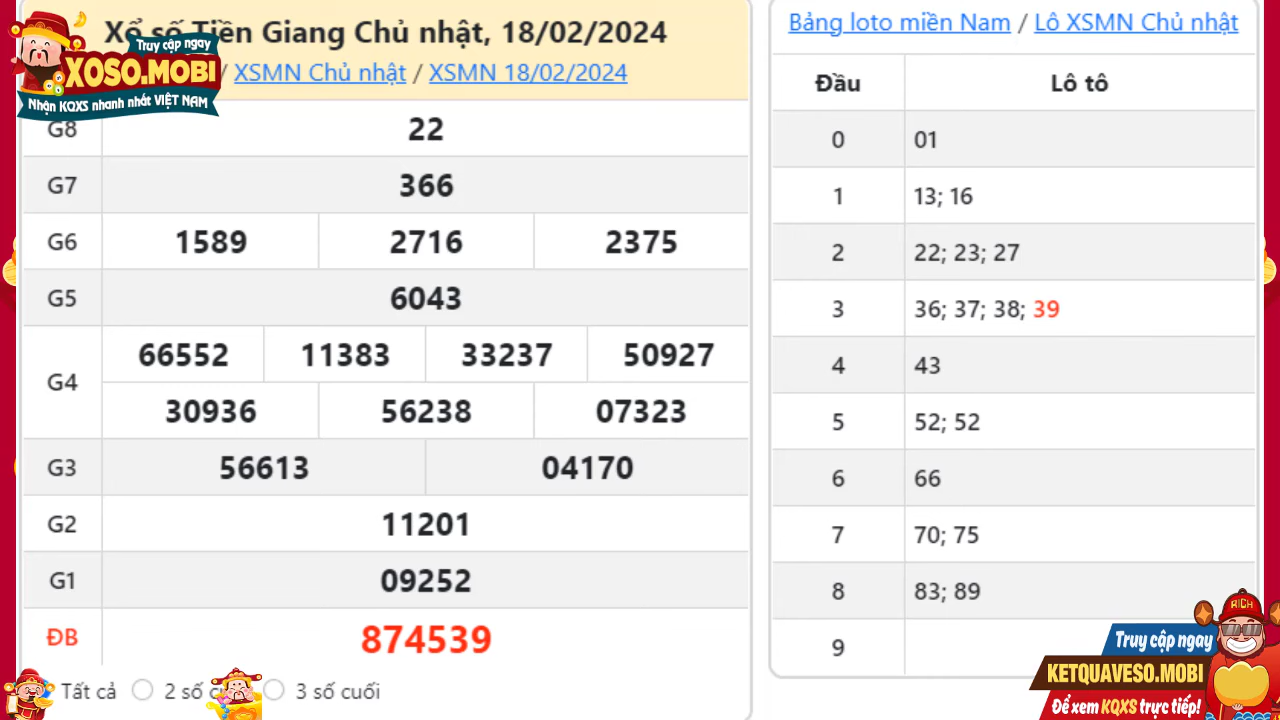 Xổ số Tiền Giang Chủ nhật, 18/02/2024
/ XSMN Chủ nhật / XSMN 18/02/2024
Truy cập ngay
XOSO.MOBI
Nhận KQXS nhanh nhất VIỆT NAM
G8 22
G7 366
G6 1589 2716 2375
G5 6043
G4 66552 11383 33237 50927
30936 56238 07323
G3 56613 04170
G2 11201
G1 09252
ĐB 874539
Tất cả 2 số 3 số cuối
Bảng loto miền Nam / Lô XSMN Chủ nhật
Đầu Lô tô
0 01
1 13; 16
2 22; 23; 27
3 36; 37; 38; 39
4 43
5 52; 52
6 66
7 70; 75
8 83; 89
9
RICH
Truy cập ngay
KETQUAVESO.MOBI
Để xem KQXS trực tiếp!